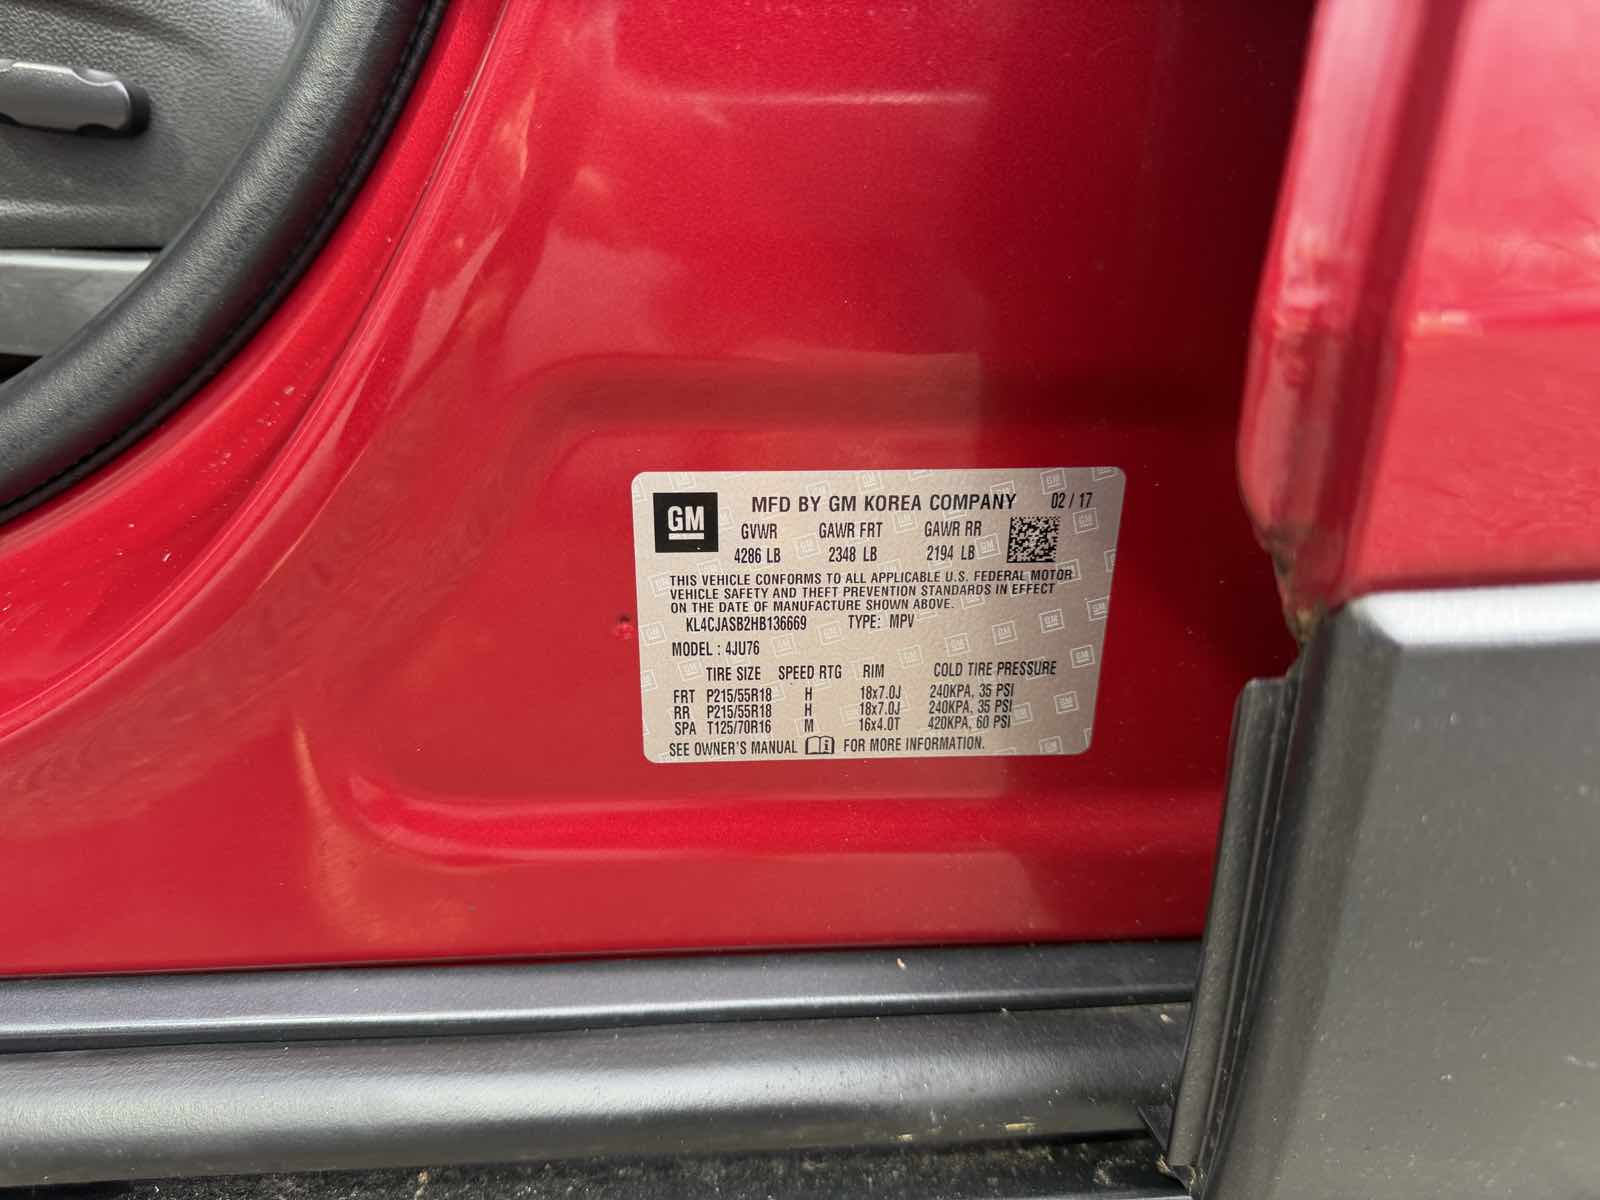 GM MFD BY GM KOREA COMPANY 02 / 17
GVWR GAWR FRT GAWR RR
4286 LB 2348 LB 2194 LB
THIS VEHICLE CONFORMS TO ALL APPLICABLE U.S. FEDERAL MOTOR
VEHICLE SAFETY AND THEFT PREVENTION STANDARDS IN EFFECT
ON THE DATE OF MANUFACTURE SHOWN ABOVE.
KL4CJASB2HB136669 TYPE: MPV
MODEL : 4JU76
TIRE SIZE SPEED RTG RIM COLD TIRE PRESSURE
FRT P215/55R18 H 18x7.0J 240KPA, 35 PSI
RR P215/55R18 H 18x7.0J 240KPA, 35 PSI
SPA T125/70R16 M 16x4.0T 420KPA, 60 PSI
SEE OWNER'S MANUAL FOR MORE INFORMATION.